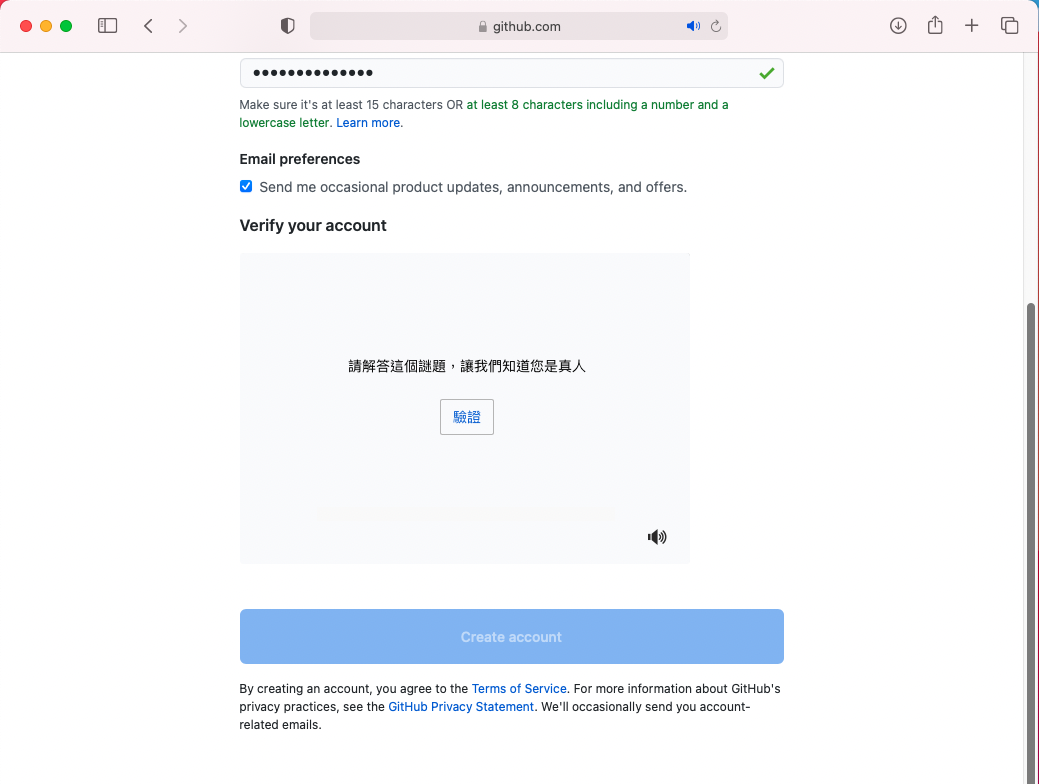 github.com
••••••••••••••
Make sure it's at least 15 characters OR at least 8 characters including a number and a
lowercase letter. Learn more.
Email preferences
Send me occasional product updates, announcements, and offers.
Verify your account
請解答這個謎題，讓我們知道您是真人
驗證
Create account
By creating an account, you agree to the Terms of Service. For more information about GitHub's
privacy practices, see the GitHub Privacy Statement. We'll occasionally send you account-
related emails.